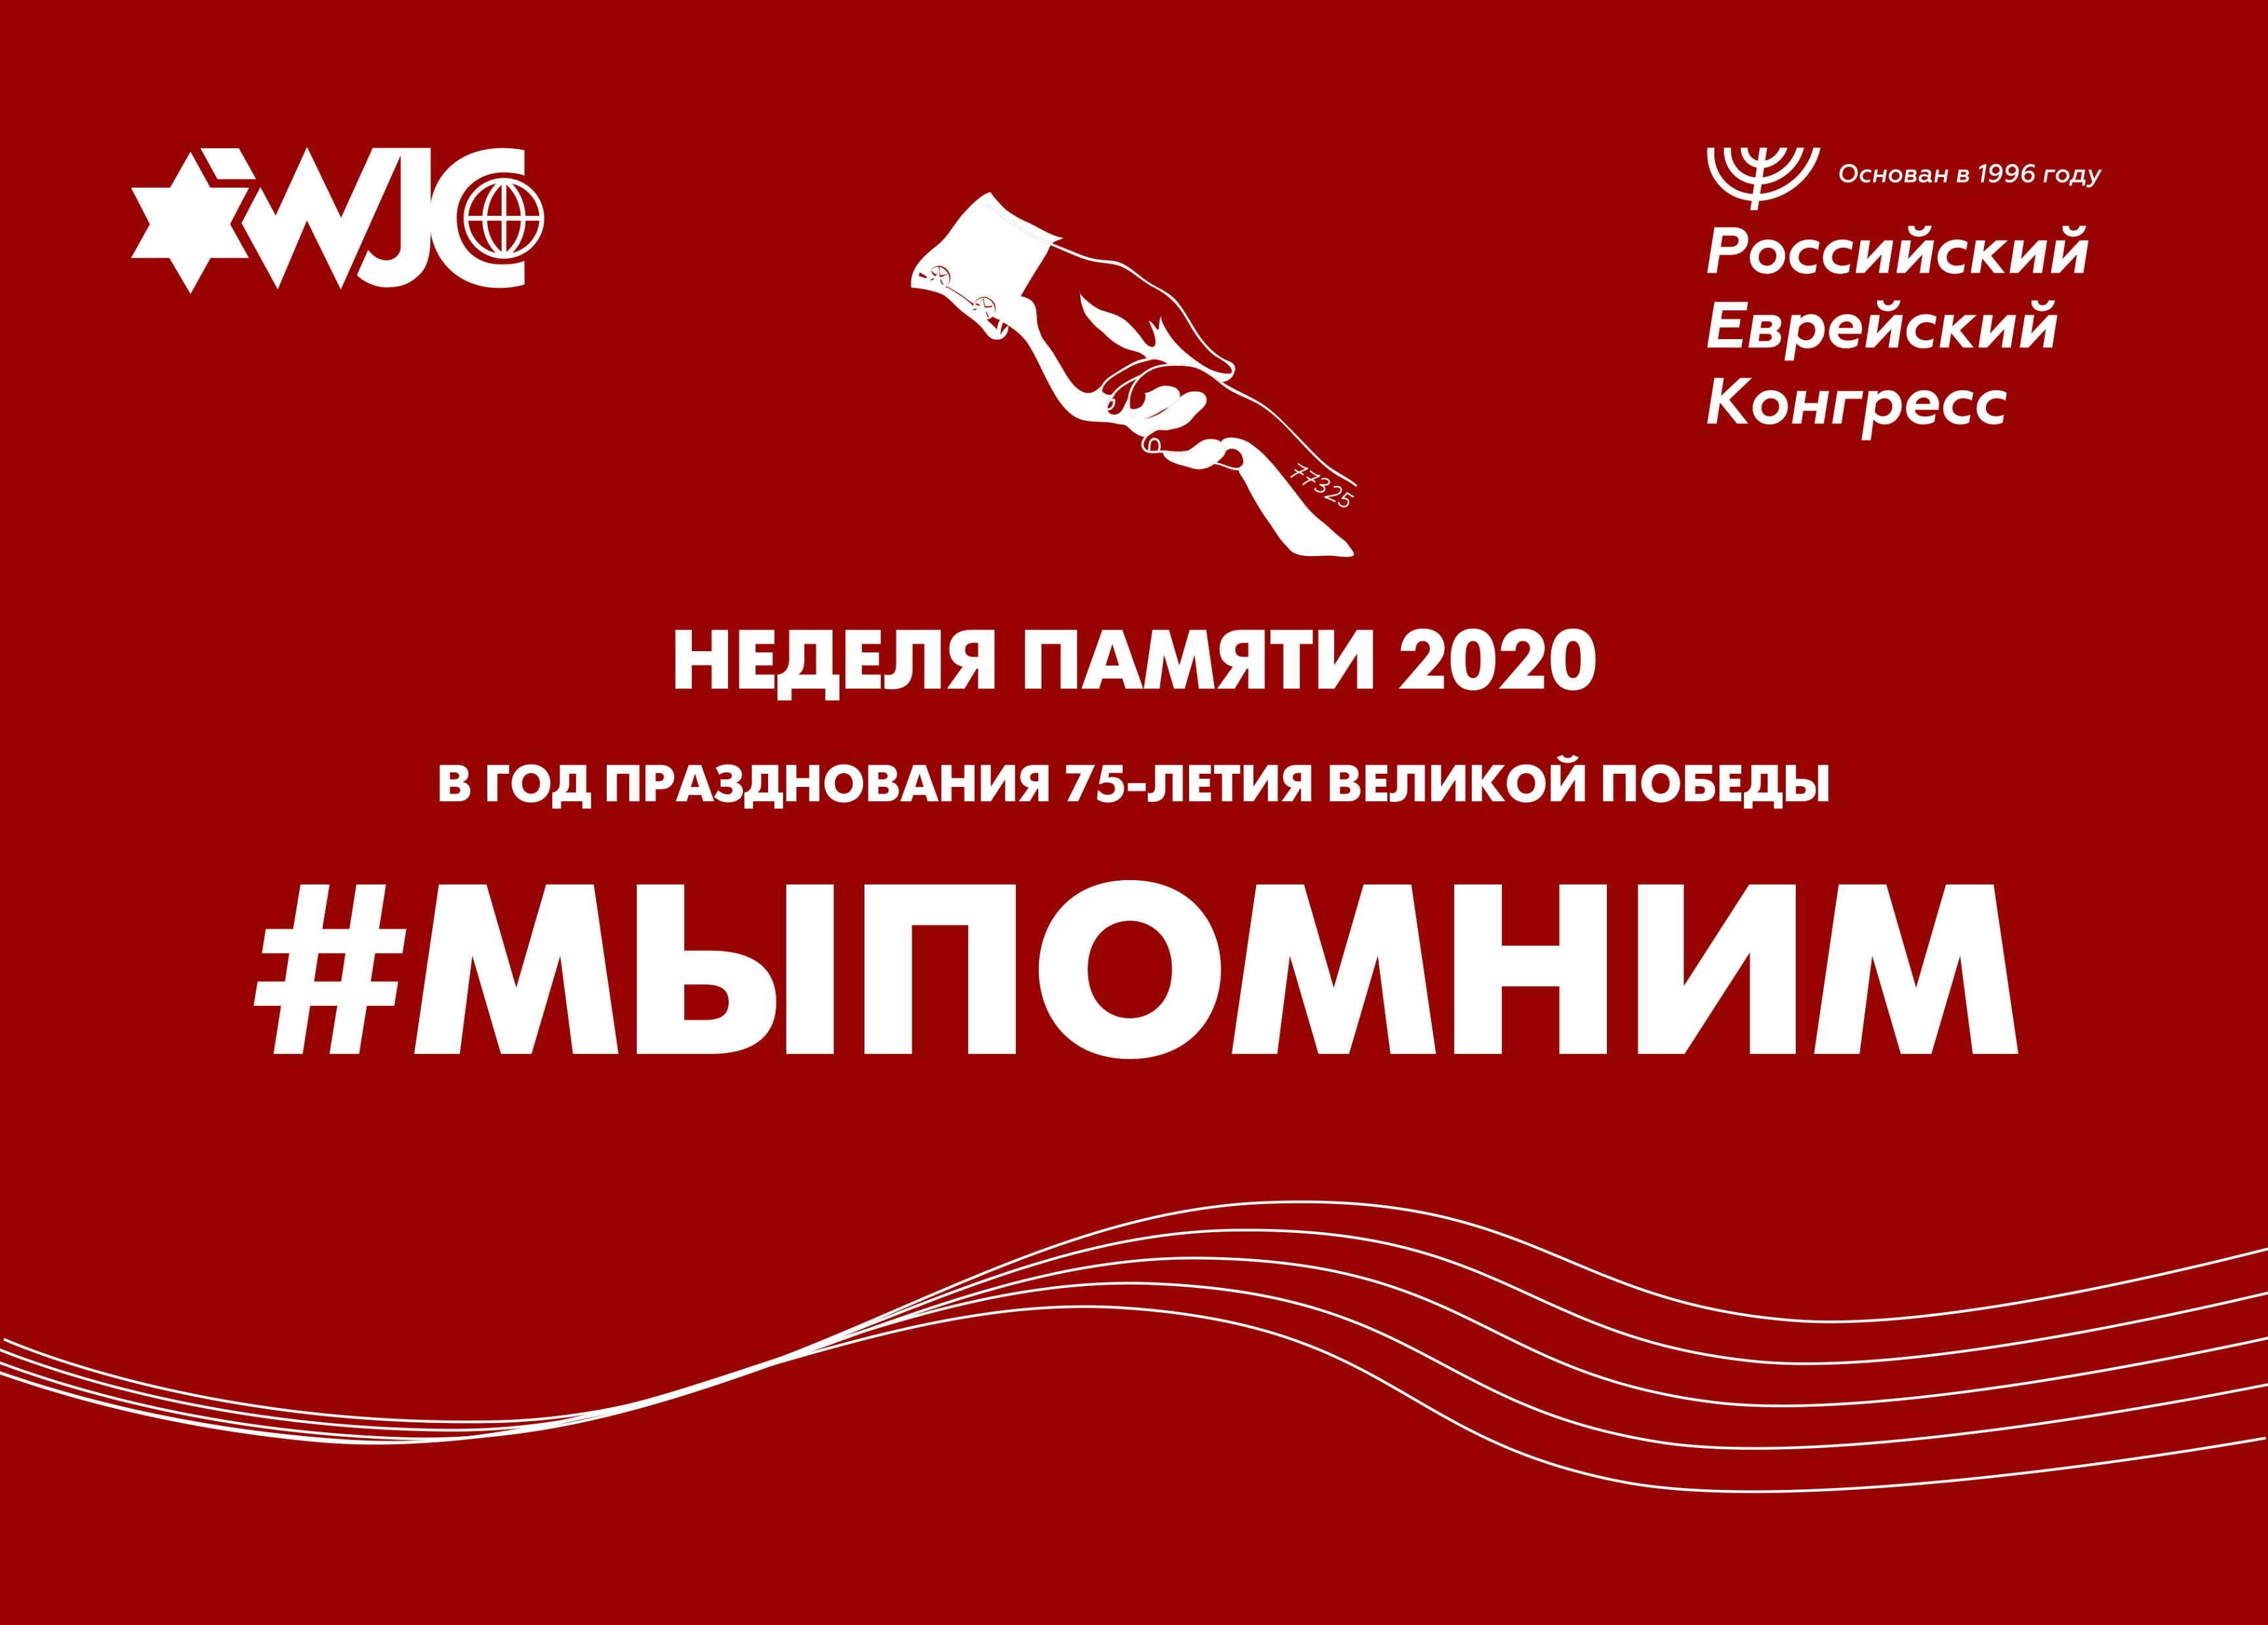 WJC
Основан в 1996 году
Российский
Еврейский
Конгресс
77325
НЕДЕЛЯ ПАМЯТИ 2020
В ГОД ПРАЗДНОВАНИЯ 75-ЛЕТИЯ ВЕЛИКОЙ ПОБЕДЫ
#МЫПОМНИМ